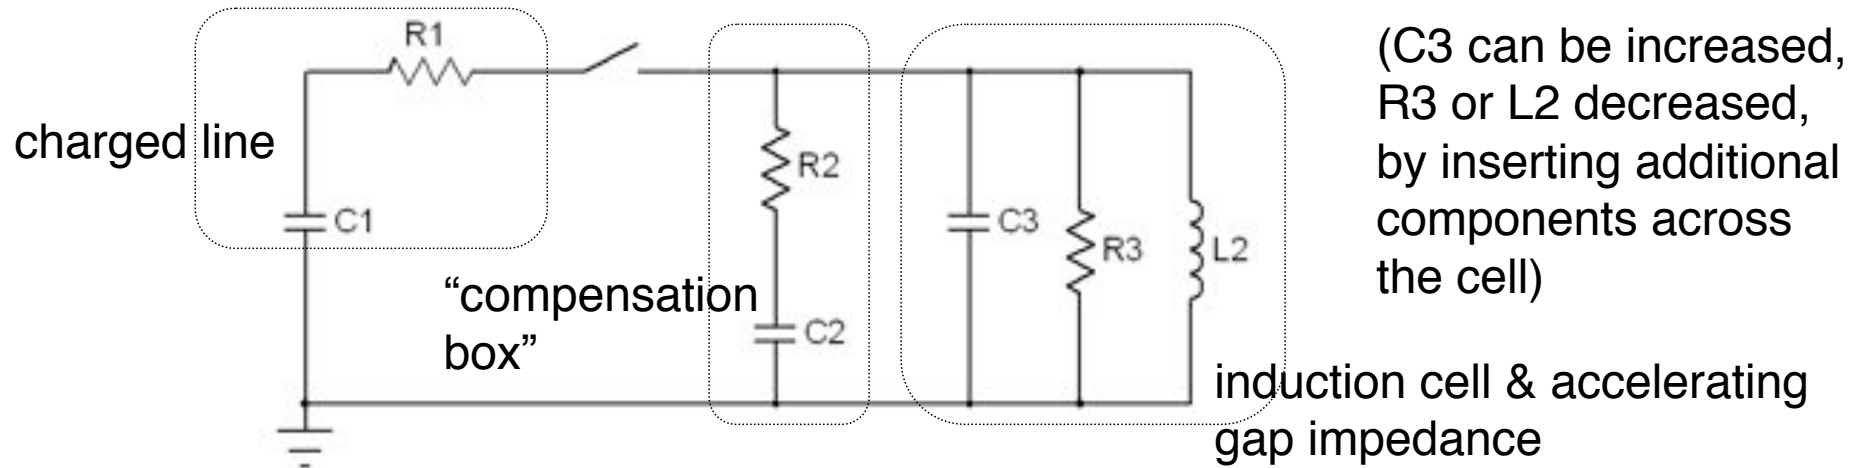 R1
charged line
C1
R2
"compensation
box"
C2
C3
R3
L2
(C3 can be increased,
R3 or L2 decreased,
by inserting additional
components across
the cell)
induction cell & accelerating
gap impedance